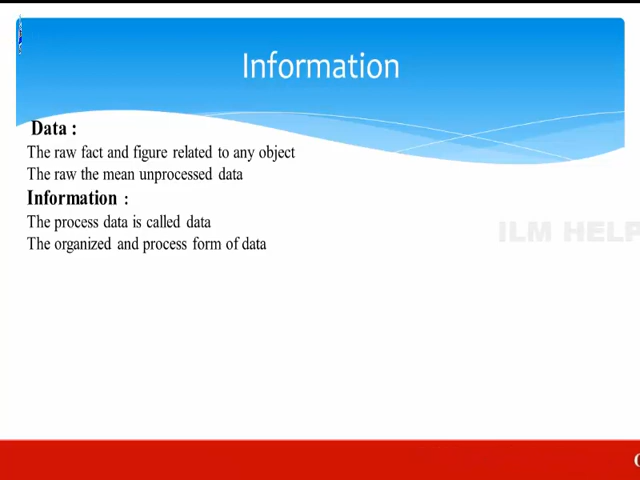 Information
Data :
The raw fact and figure related to any object
The raw the mean unprocessed data
Information :
The process data is called data
The organized and process form of data
ILM HELP